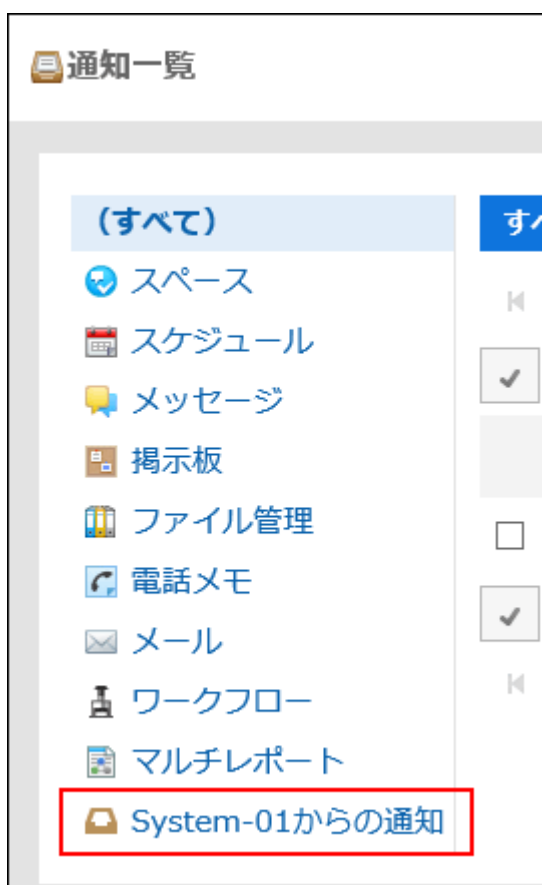 通知一覧
(すべて)
スペース
スケジュール
メッセージ
掲示板
ファイル管理
電話メモ
メール
ワークフロー
マルチレポート
System-01からの通知